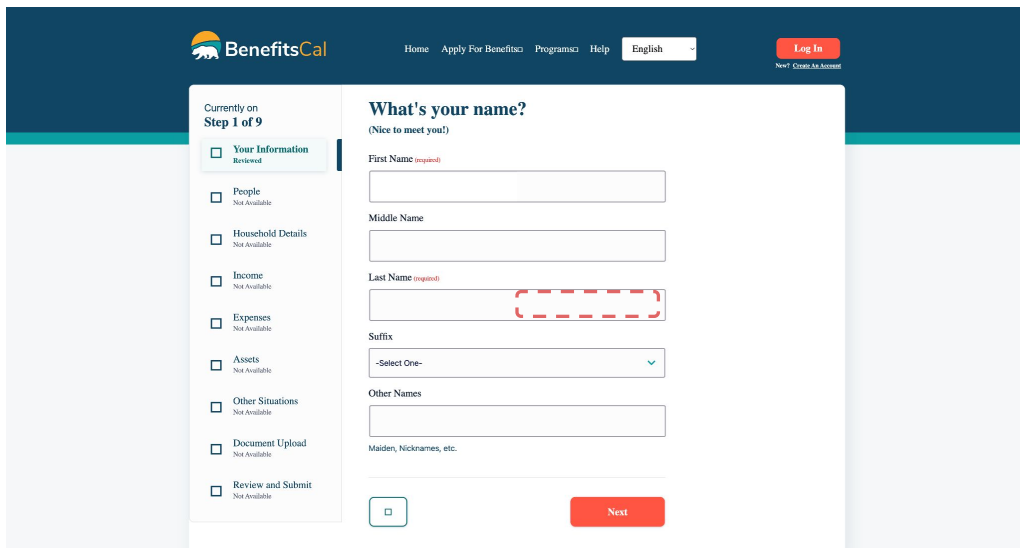 BenefitsCal
Home Apply For Benefits Programs Help English Log In
New? Create An Account
Currently on
Step 1 of 9
Your Information
Reviewed
People
Not Available
Household Details
Not Available
Income
Not Available
Expenses
Not Available
Assets
Not Available
Other Situations
Not Available
Document Upload
Not Available
Review and Submit
Not Available
What's your name?
(Nice to meet you!)
First Name (required)
Middle Name
Last Name (required)
Suffix
-Select One-
Other Names
Maiden, Nicknames, etc.
Next